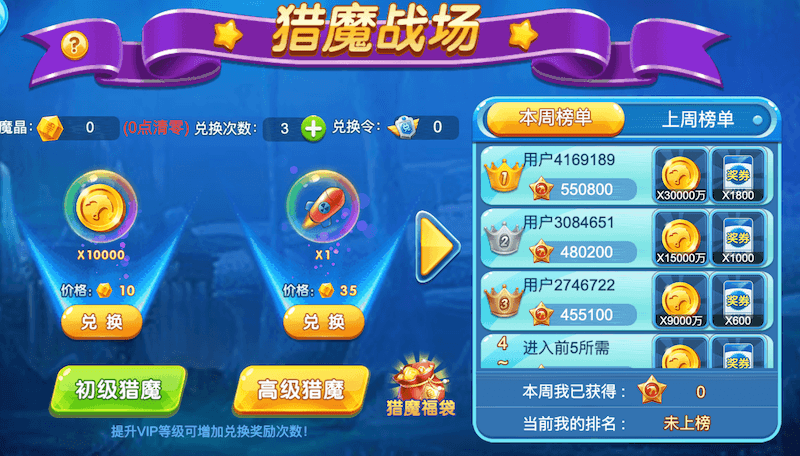 猎魔战场
?
魔晶: 0 (0点清零) 兑换次数: 3 兑换令: 0
X10000
价格: 10
兑换
X1
价格: 35
兑换
初级猎魔
高级猎魔
猎魔福袋
提升VIP等级可增加兑换奖励次数!
本周榜单 上周榜单
1
用户4169189
550800
X30000万
奖券
X1800
2
用户3084651
480200
X15000万
奖券
X1000
3
用户2746722
455100
X9000万
奖券
X600
4
~
进入前5所需
奖券
本周我已获得: 0
当前我的排名: 未上榜